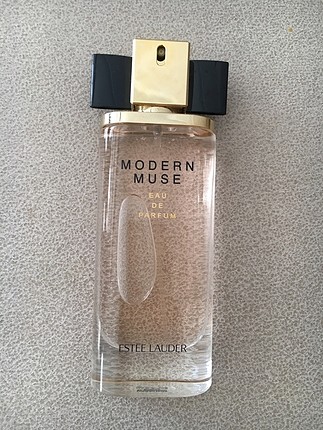 MODERN
MUSE
EAU
DE
PARFUM
ESTĒE LAUDER